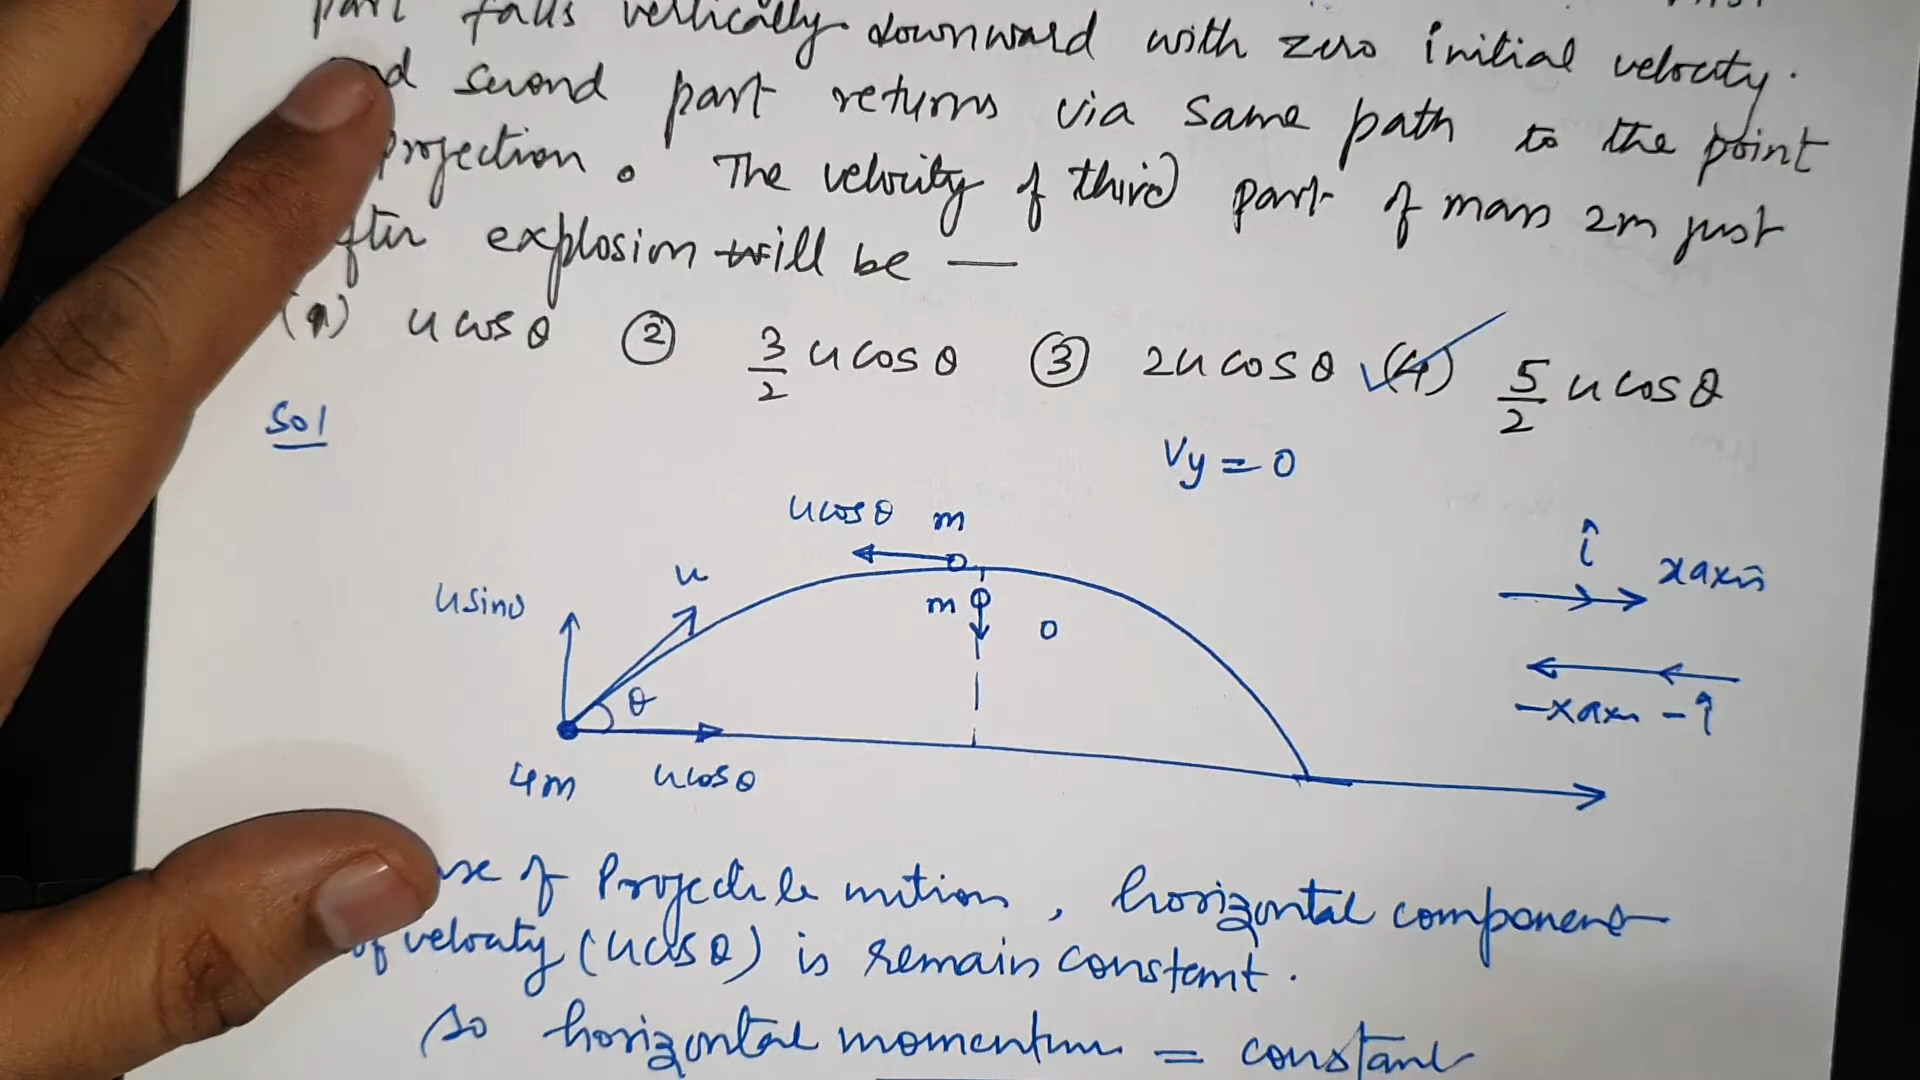 part falls vertically downward with zero initial velocity.
second part returns via same path to the point
projection. The velocity of third part of mass 2m just
explosion will be —
u cos θ ② 3/2 u cos θ ③ 2u cos θ (4) 5/2 u cos θ
Sol
Vy = 0
u cos θ m
î
x axis
u
u sin θ
m
0
-x axis -î
θ
4m u cos θ
of Projectile motion, horizontal component
of velocity (u cos θ) is remain constant.
so horizontal momentum = constant